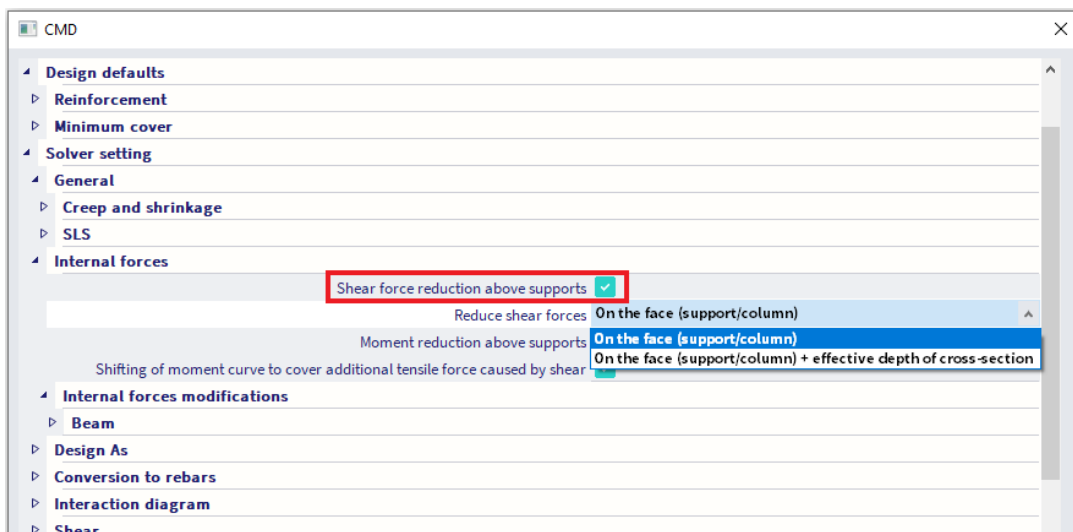 CMD
Design defaults
Reinforcement
Minimum cover
Solver setting
General
Creep and shrinkage
SLS
Internal forces
Shear force reduction above supports
Reduce shear forces On the face (support/column)
Moment reduction above supports On the face (support/column)
On the face (support/column) + effective depth of cross-section
Shifting of moment curve to cover additional tensile force caused by shear
Internal forces modifications
Beam
Design As
Conversion to rebars
Interaction diagram
Shear